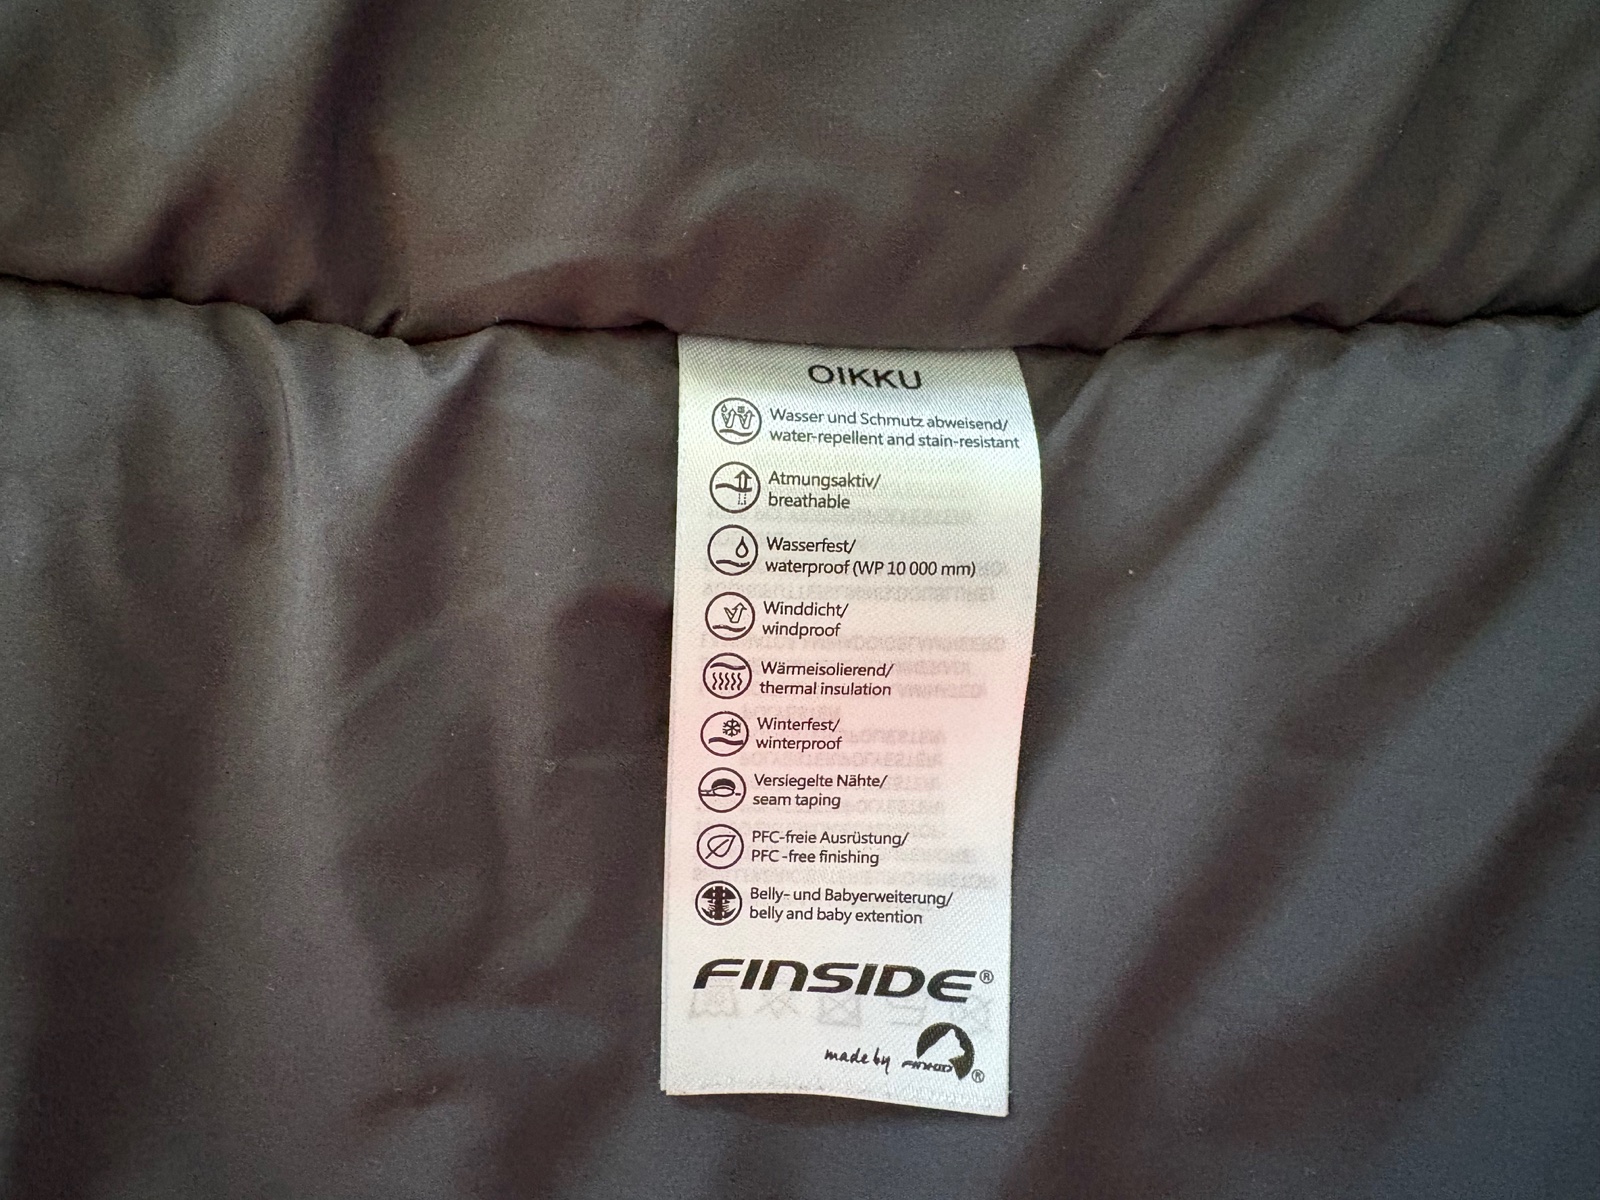 OIKKU
Wasser und Schmutz abweisend/
water-repellent and stain-resistant
Atmungsaktiv/
breathable
Wasserfest/
waterproof (WP 10 000 mm)
Winddicht/
windproof
Wärmeisolierend/
thermal insulation
Winterfest/
winterproof
Versiegelte Nähte/
seam taping
PFC-freie Ausrüstung/
PFC-free finishing
Belly- und Babyerweiterung/
belly and baby extention
FINSIDE®
made by FINKID®